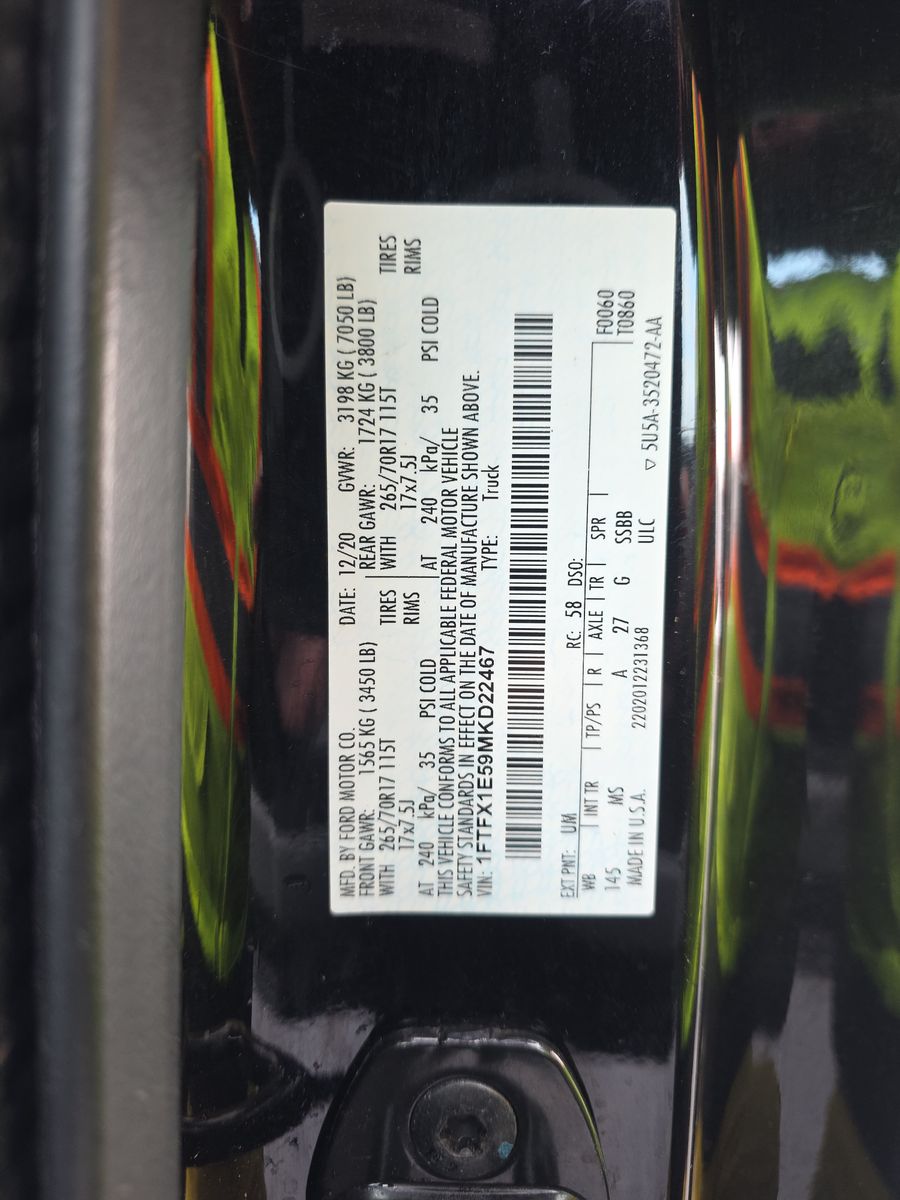 MFD. BY FORD MOTOR CO.
DATE: 12/20 GVWR: 3198 KG ( 7050 LB)
FRONT GAWR: 1565 KG ( 3450 LB) REAR GAWR: 1724 KG ( 3800 LB)
WITH 265/70R17 115T TIRES WITH 265/70R17 115T TIRES
17x7.5J RIMS 17x7.5J RIMS
AT 240 kPa/ 35 PSI COLD AT 240 kPa/ 35 PSI COLD
THIS VEHICLE CONFORMS TO ALL APPLICABLE FEDERAL MOTOR VEHICLE
SAFETY STANDARDS IN EFFECT ON THE DATE OF MANUFACTURE SHOWN ABOVE.
VIN: 1FTFX1E59MKD22467 TYPE: Truck
EXT PNT: UM RC: 58 DSO:
WB INT TR TP/PS R AXLE TR SPR F0060
145 MS A 27 G SSBB T0860
MADE IN U.S.A. 2202012231368 ULC
▽ 5U5A-3520472-AA